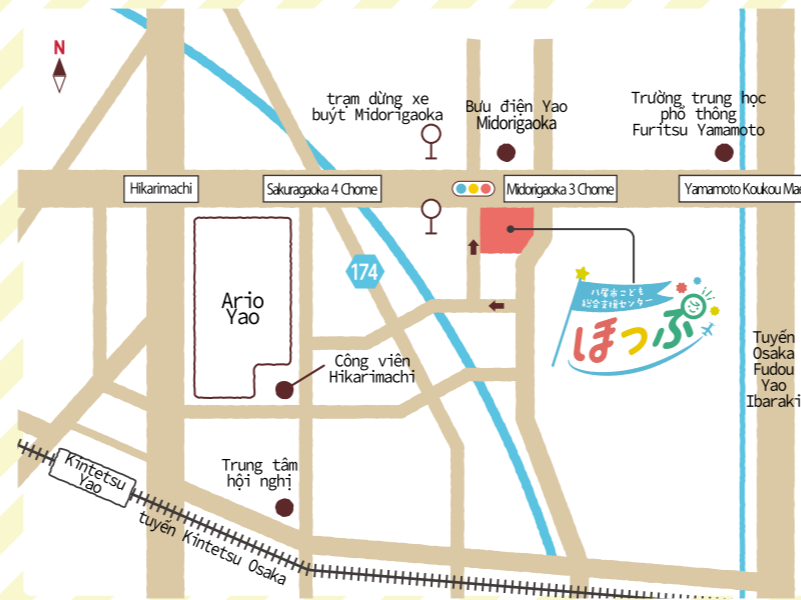 N
trạm dừng xe
buýt Midorigaoka
Bưu điện Yao
Midorigaoka
Trường trung học
phổ thông
Furitsu Yamamoto
Hikarimachi
Sakuragaoka 4 Chome
Midorigaoka 3 Chome
Yamamoto Koukou Mae
174
Ario
Yao
八尾市こども
総合支援センター
ほっぷ
Công viên
Hikarimachi
Tuyến
Osaka
Fudou
Yao
Ibaraki
Trung tâm
hội nghị
Kintetsu
Yao
tuyến Kintetsu Osaka